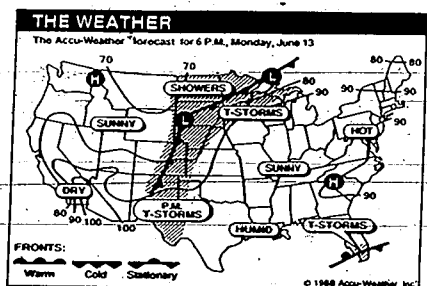 THE WEATHER
The Accu-Weather forecast for 6 P.M., Monday, June 13
70
70
80
80
80
90
90
90
H
L
SHOWERS
L
T-STORMS
SUNNY
HOT
SUNNY
DRY
H
90
P.M.
T-STORMS
80
90
100
100
HUMID
T-STORMS
FRONTS:
Warm
Cold
Stationary
© 1988 Accu-Weather, Inc.